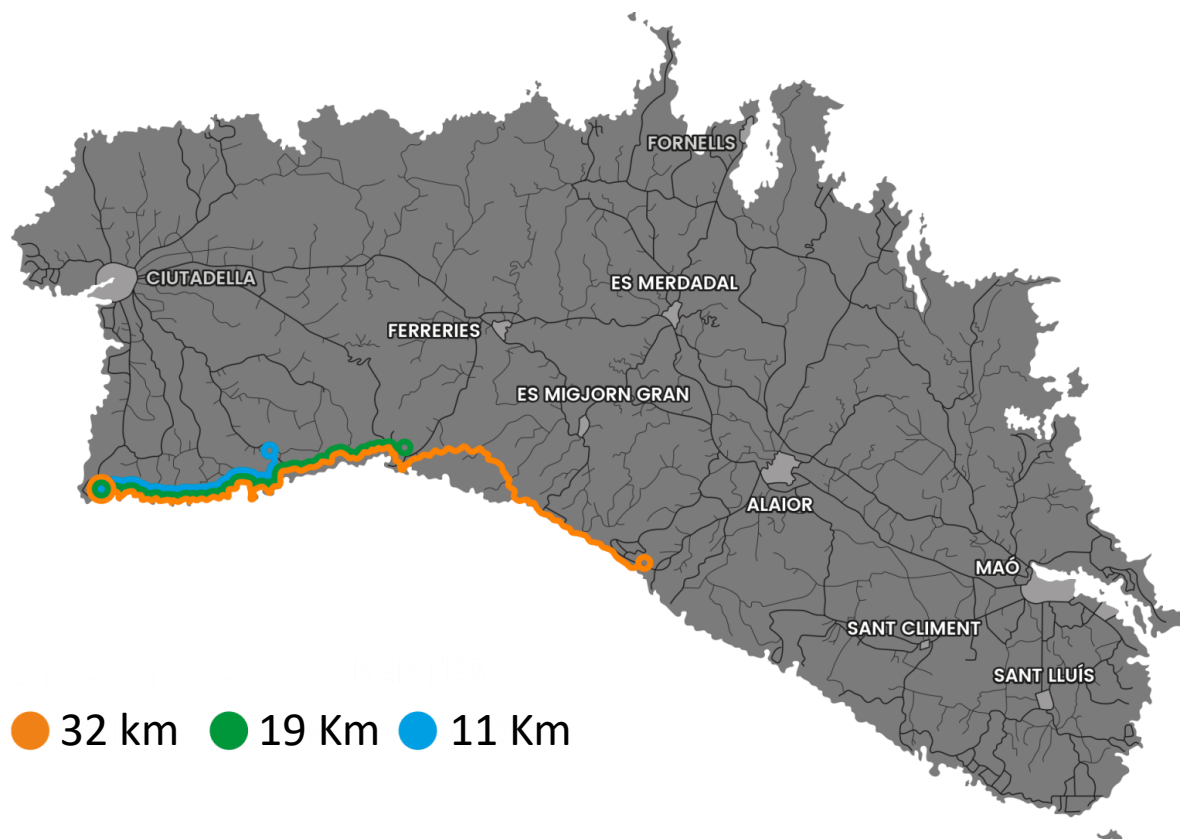 FORNELLS
CIUTADELLA
ES MERDADAL
FERRERIES
ES MIGJORN GRAN
ALAIOR
MAÓ
SANT CLIMENT
SANT LLUÍS
32 km 19 Km 11 Km